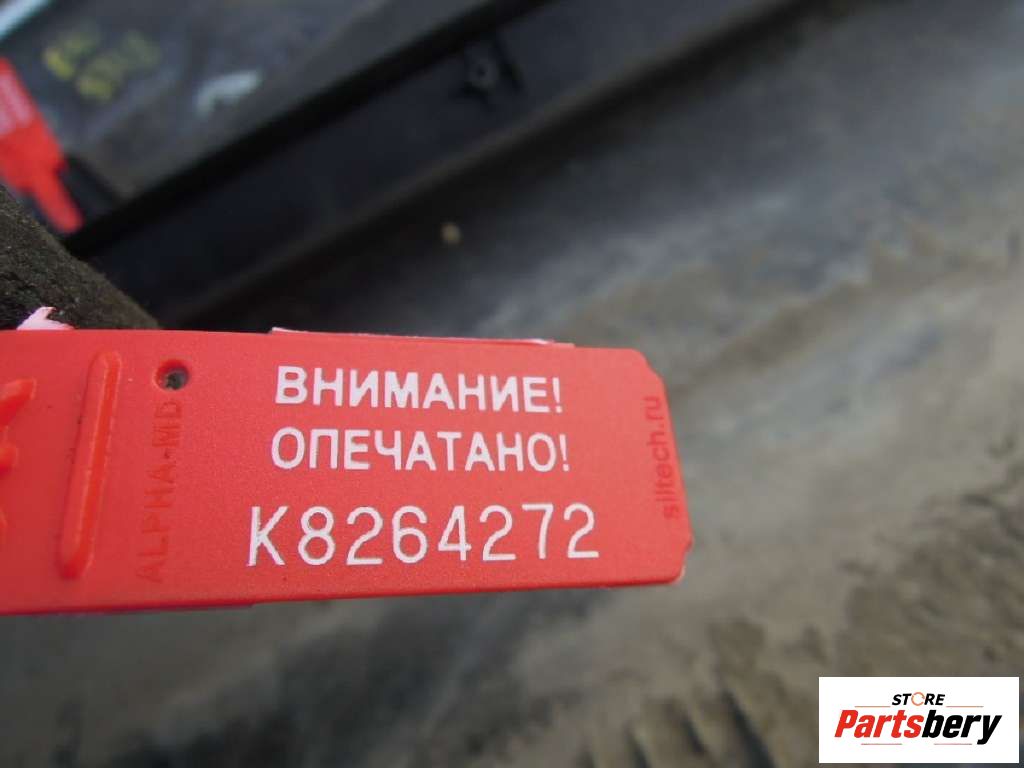 ВНИМАНИЕ!
ОПЕЧАТАНО!
K8264272
ALPHA-MD
siltech.ru
STORE
Partsbery